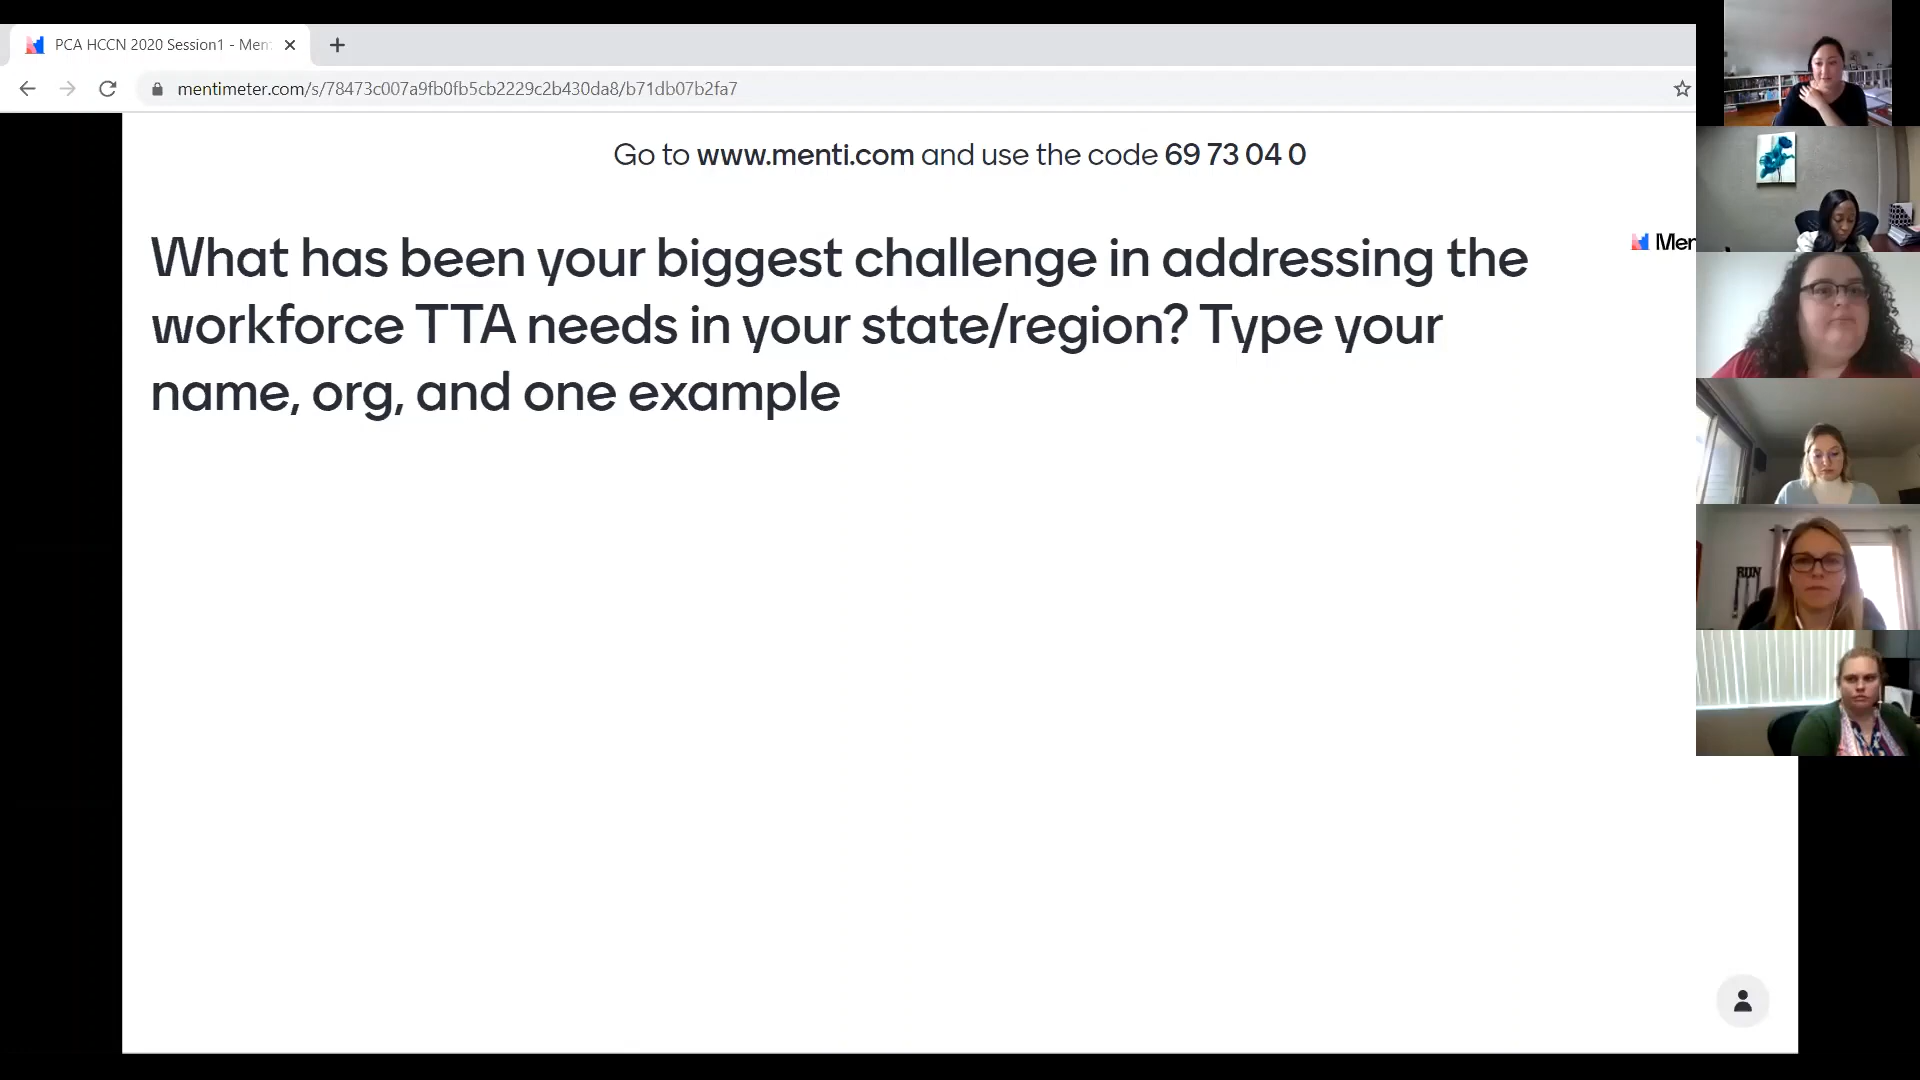 PCA HCCN 2020 Session1 - Men
mentimeter.com/s/78473c007a9fb0fb5cb2229c2b430da8/b71db07b2fa7
Go to www.menti.com and use the code 69 73 04 0
What has been your biggest challenge in addressing the
workforce TTA needs in your state/region? Type your
name, org, and one example
Men
RUN